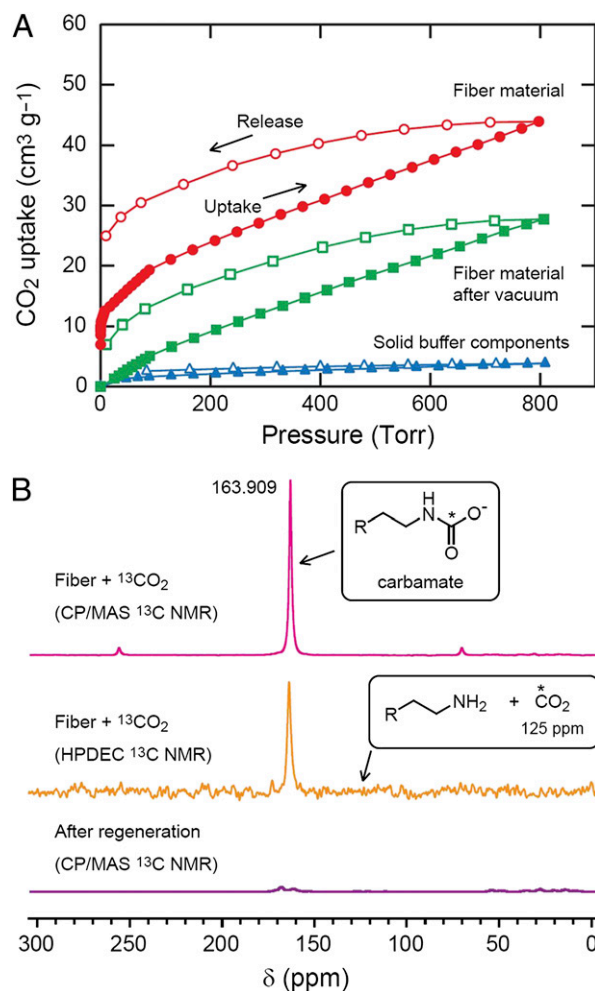 A
60
50
40
30
20
10
0
CO2 uptake (cm3 g-1)
Fiber material
Release
Uptake
Fiber material
after vacuum
Solid buffer components
0
200
400
600
800
Pressure (Torr)
B
163.909
H
N
*
O-
R
O
carbamate
Fiber + 13CO2
(CP/MAS 13C NMR)
R
NH2 + *CO2
125 ppm
Fiber + 13CO2
(HPDEC 13C NMR)
After regeneration
(CP/MAS 13C NMR)
300 250 200 150 100 50 0
δ (ppm)